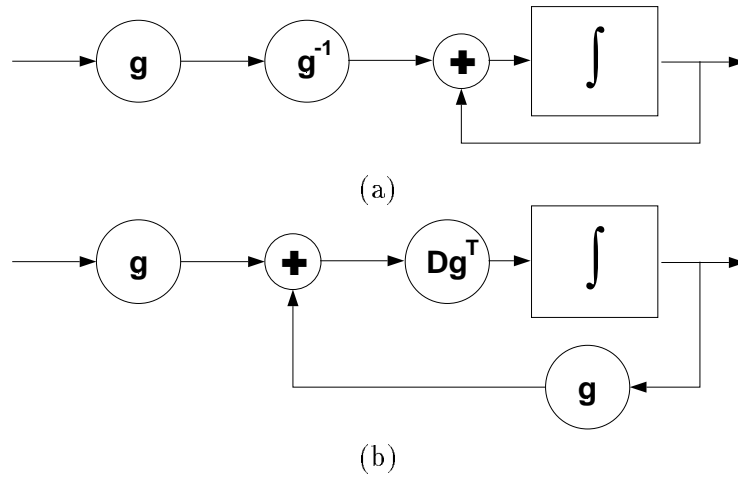 g g⁻¹ + ∫
(a)
g + Dgᵀ ∫
g
(b)